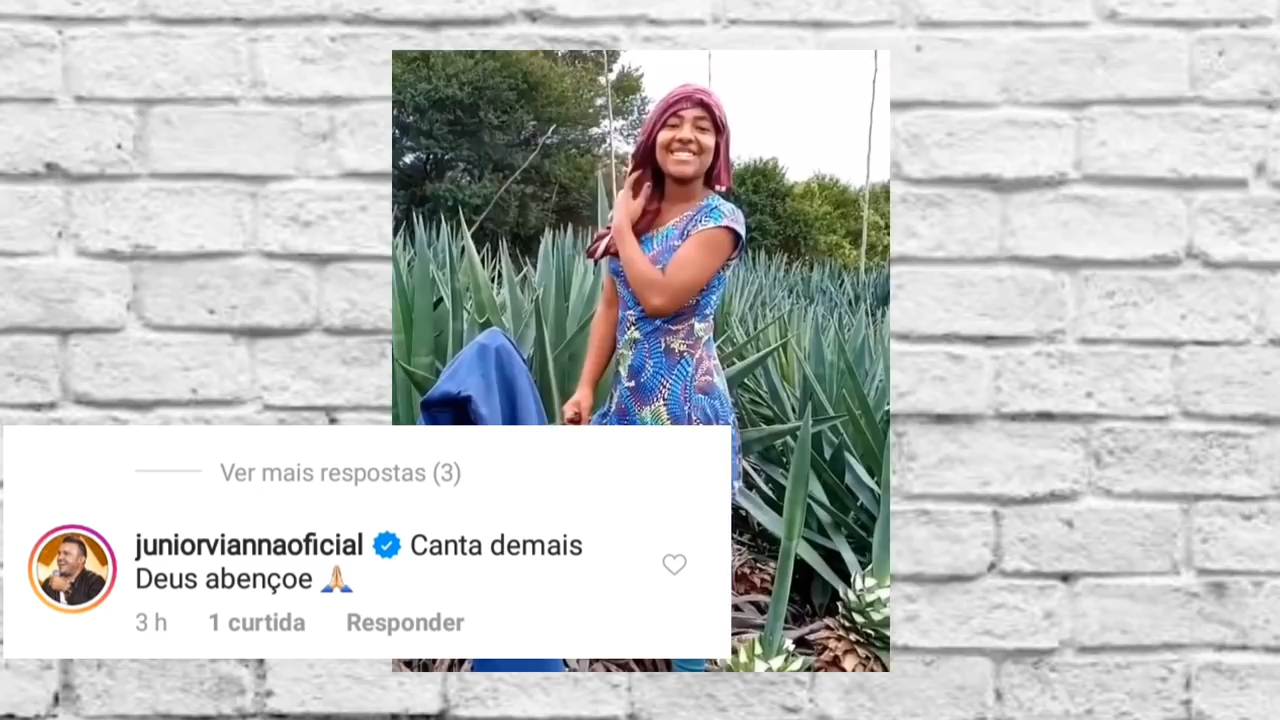 Ver mais respostas (3)
juniorviannaoficial Canta demais
Deus abençoe 🙏🏼
3 h 1 curtida Responder